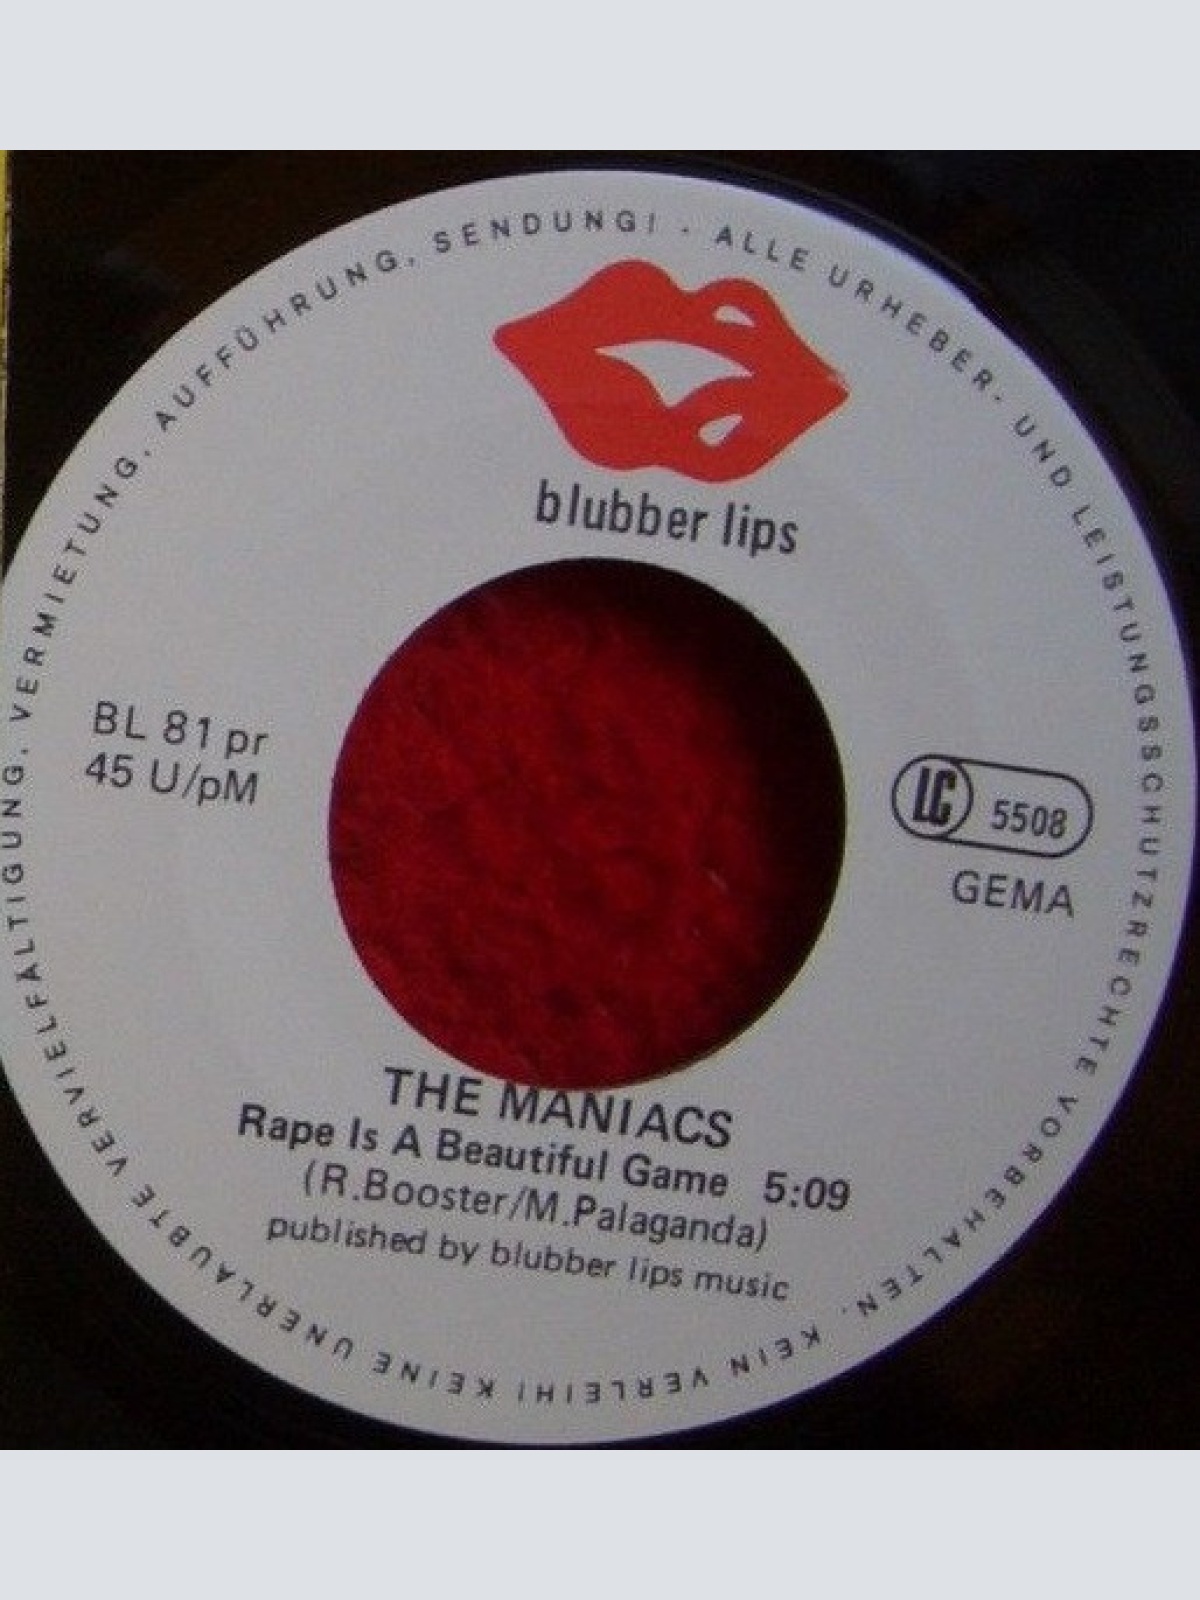 ALLE URHEBER- UND LEISTUNGSSCHUTZRECHTE VORBEHALTEN. KEIN VERLEIH! KEINE UNERLAUBTE VERVIELFÄLTIGUNG, VERMIETUNG, AUFFÜHRUNG, SENDUNG! ·
blubber lips
BL 81 pr
45 U/pM
LC 5508
GEMA
THE MANIACS
Rape Is A Beautiful Game 5:09
(R.Booster/M.Palaganda)
published by blubber lips music